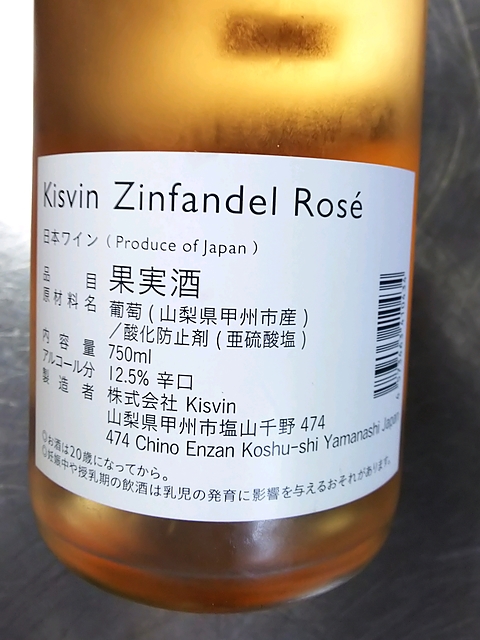 Kisvin Zinfandel Rosé
日本ワイン ( Produce of Japan )
品目 果実酒
原材料名 葡萄 ( 山梨県甲州市産 )
/酸化防止剤 ( 亜硫酸塩 )
内容量 750ml
アルコール分 12.5% 辛口
製造者 株式会社 Kisvin
山梨県甲州市塩山千野 474
474 Chino Enzan Koshu-shi Yamanashi Japan
◎お酒は20歳になってから。
◎妊娠中や授乳期の飲酒は乳児の発育に影響を与えるおそれがあります。